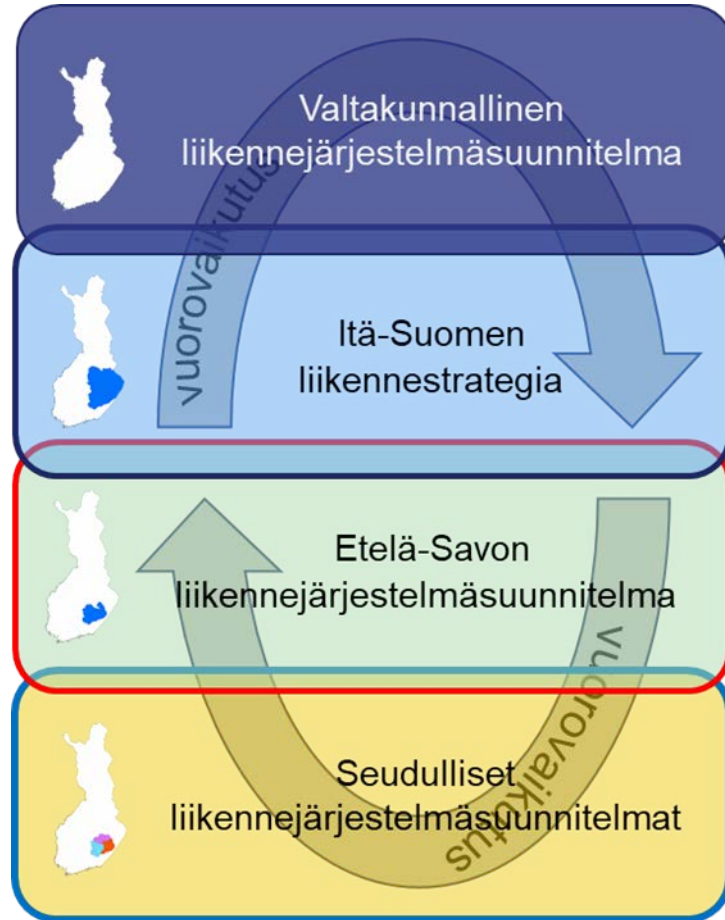 Valtakunnallinen
liikennejärjestelmäsuunnitelma
vuorovaikutus
Itä-Suomen
liikennestrategia
Etelä-Savon
liikennejärjestelmäsuunnitelma
vuorovaikutus
Seudulliset
liikennejärjestelmäsuunnitelmat